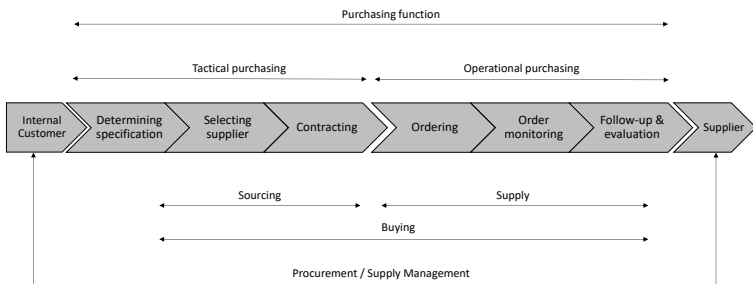 Purchasing function
Tactical purchasing
Operational purchasing
Internal
Customer
Determining
specification
Selecting
supplier
Contracting
Ordering
Order
monitoring
Follow-up &
evaluation
Supplier
Sourcing
Supply
Buying
Procurement / Supply Management